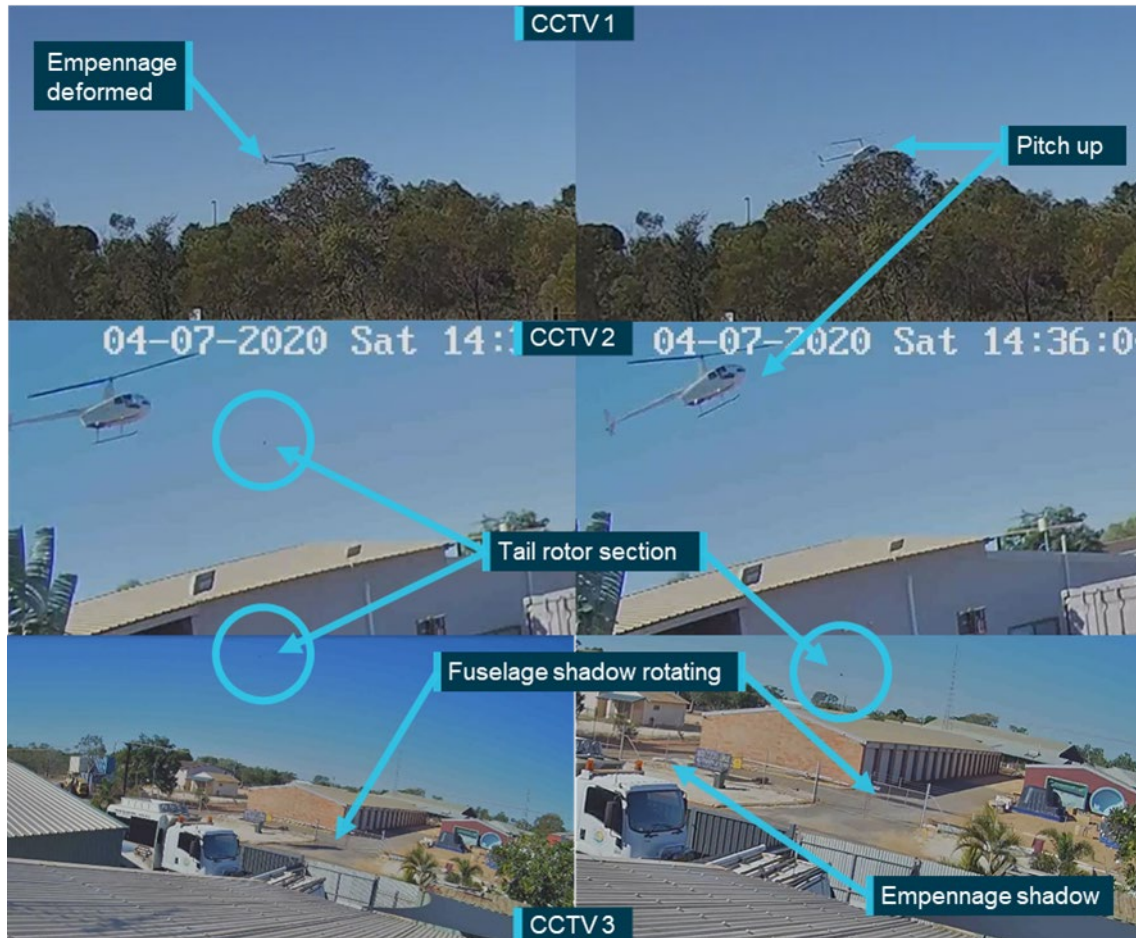 CCTV 1
Empennage
deformed
Pitch up
04-07-2020 Sat 14:3
CCTV 2
04-07-2020 Sat 14:36:0
Tail rotor section
Fuselage shadow rotating
Empennage shadow
CCTV 3